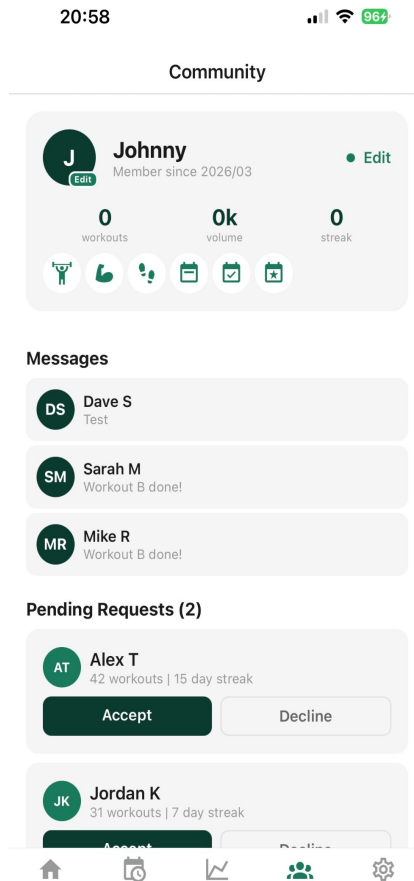 20:58
96
Community
J
Edit
Johnny
Member since 2026/03
Edit
0
0k
0
workouts
volume
streak
Messages
DS
Dave S
Test
SM
Sarah M
Workout B done!
MR
Mike R
Workout B done!
Pending Requests (2)
AT
Alex T
42 workouts | 15 day streak
Accept
Decline
JK
Jordan K
31 workouts | 7 day streak
Accept
Decline